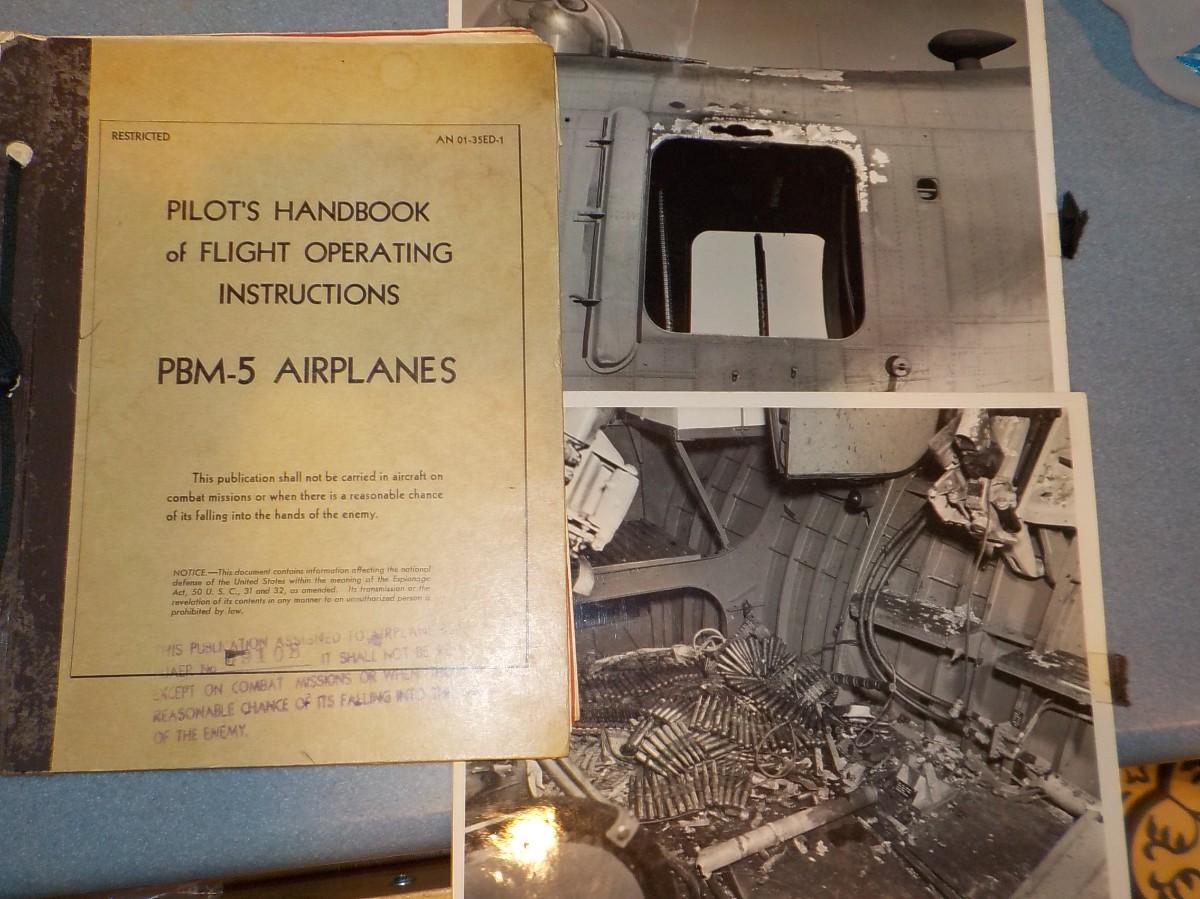 RESTRICTED
AN 01-35ED-1
PILOT'S HANDBOOK
of FLIGHT OPERATING
INSTRUCTIONS
PBM-5 AIRPLANES
This publication shall not be carried in aircraft on
combat missions or when there is a reasonable chance
of its falling into the hands of the enemy.
NOTICE.—This document contains information affecting the national
defense of the United States within the meaning of the Espionage
Act, 50 U. S. C., 31 and 32, as amended. Its transmission or the
revelation of its contents in any manner to an unauthorized person is
prohibited by law.
THIS PUBLICATION ASSIGNED TO AIRPLANE
No IT SHALL NOT BE
EXCEPT ON COMBAT MISSIONS OR WHEN
REASONABLE CHANCE OF ITS FALLING INTO THE
OF THE ENEMY.